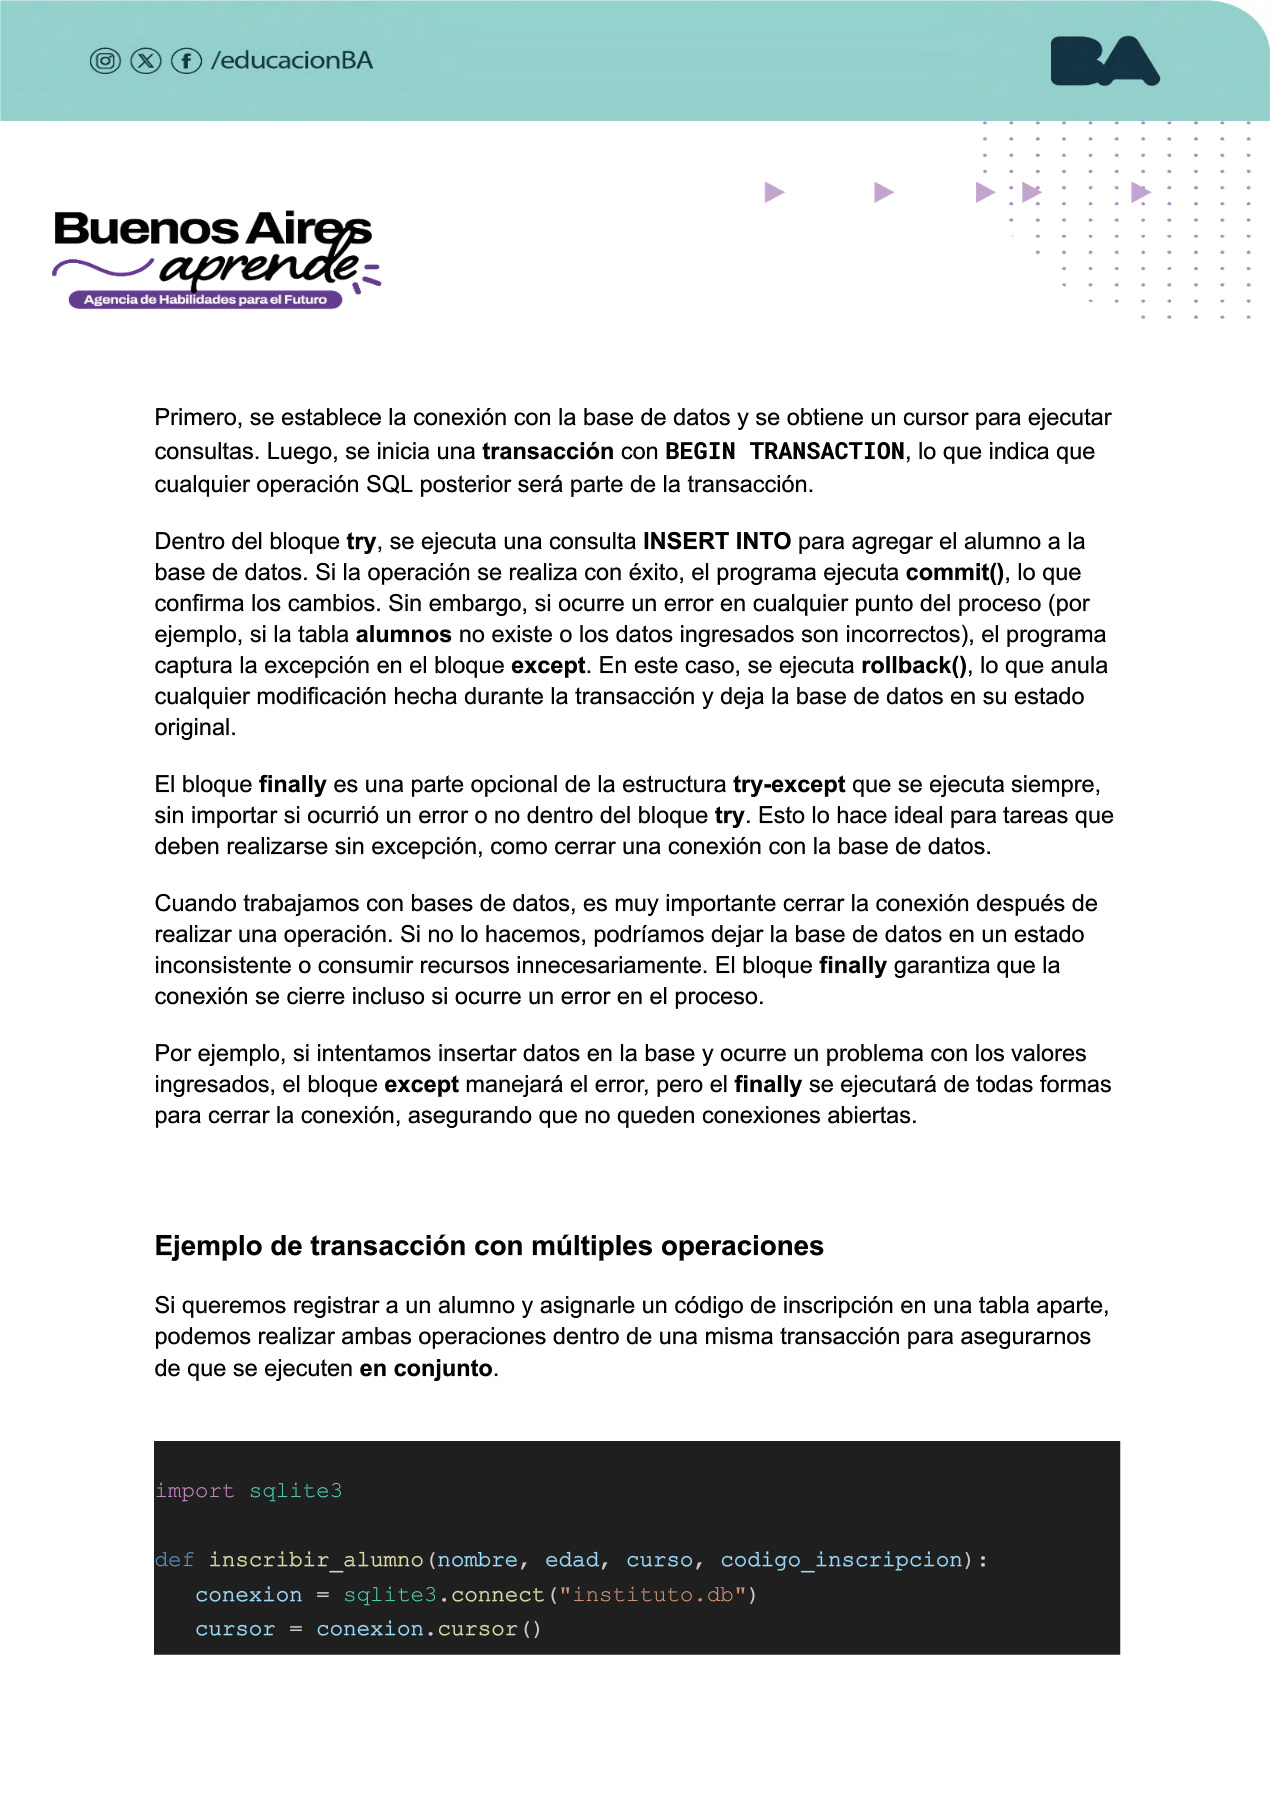 /educacionBA
BA
Buenos Aires
aprende
Agencia de Habilidades para el Futuro
Primero, se establece la conexión con la base de datos y se obtiene un cursor para ejecutar
consultas. Luego, se inicia una transacción con BEGIN TRANSACTION, lo que indica que
cualquier operación SQL posterior será parte de la transacción.
Dentro del bloque try, se ejecuta una consulta INSERT INTO para agregar el alumno a la
base de datos. Si la operación se realiza con éxito, el programa ejecuta commit(), lo que
confirma los cambios. Sin embargo, si ocurre un error en cualquier punto del proceso (por
ejemplo, si la tabla alumnos no existe o los datos ingresados son incorrectos), el programa
captura la excepción en el bloque except. En este caso, se ejecuta rollback(), lo que anula
cualquier modificación hecha durante la transacción y deja la base de datos en su estado
original.
El bloque finally es una parte opcional de la estructura try-except que se ejecuta siempre,
sin importar si ocurrió un error o no dentro del bloque try. Esto lo hace ideal para tareas que
deben realizarse sin excepción, como cerrar una conexión con la base de datos.
Cuando trabajamos con bases de datos, es muy importante cerrar la conexión después de
realizar una operación. Si no lo hacemos, podríamos dejar la base de datos en un estado
inconsistente o consumir recursos innecesariamente. El bloque finally garantiza que la
conexión se cierre incluso si ocurre un error en el proceso.
Por ejemplo, si intentamos insertar datos en la base y ocurre un problema con los valores
ingresados, el bloque except manejará el error, pero el finally se ejecutará de todas formas
para cerrar la conexión, asegurando que no queden conexiones abiertas.
Ejemplo de transacción con múltiples operaciones
Si queremos registrar a un alumno y asignarle un código de inscripción en una tabla aparte,
podemos realizar ambas operaciones dentro de una misma transacción para asegurarnos
de que se ejecuten en conjunto.
import sqlite3
def inscribir_alumno(nombre, edad, curso, codigo_inscripcion):
   conexion = sqlite3.connect("instituto.db")
   cursor = conexion.cursor()